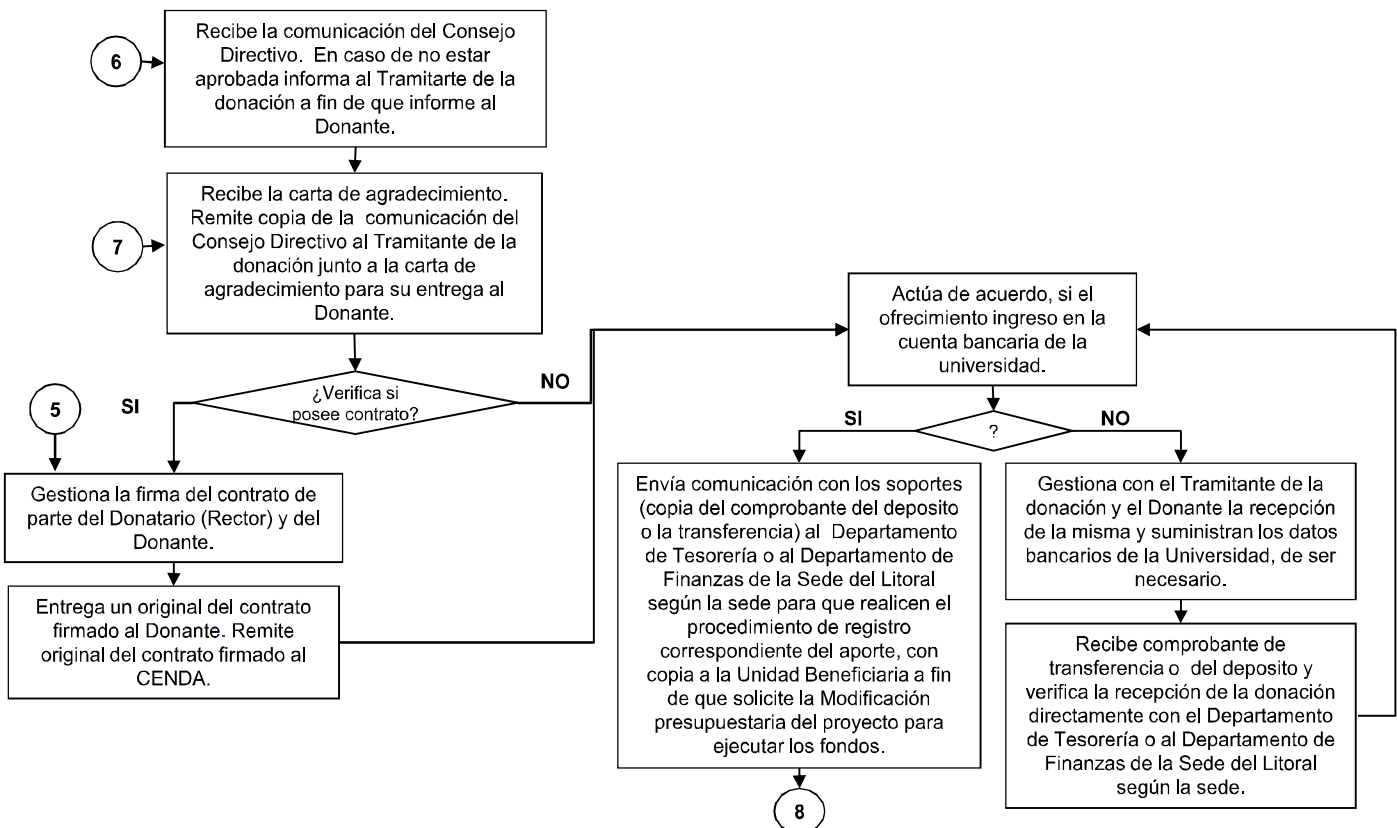 6
Recibe la comunicación del Consejo
Directivo. En caso de no estar
aprobada informa al Tramitarte de la
donación a fin de que informe al
Donante.
7
Recibe la carta de agradecimiento.
Remite copia de la comunicación del
Consejo Directivo al Tramitante de la
donación junto a la carta de
agradecimiento para su entrega al
Donante.
¿Verifica si
posee contrato?
NO
SI
5
Gestiona la firma del contrato de
parte del Donatario (Rector) y del
Donante.
Entrega un original del contrato
firmado al Donante. Remite
original del contrato firmado al
CENDA.
Actúa de acuerdo, si el
ofrecimiento ingreso en la
cuenta bancaria de la
universidad.
?
SI
NO
Envía comunicación con los soportes
(copia del comprobante del deposito
o la transferencia) al Departamento
de Tesorería o al Departamento de
Finanzas de la Sede del Litoral
según la sede para que realicen el
procedimiento de registro
correspondiente del aporte, con
copia a la Unidad Beneficiaria a fin
de que solicite la Modificación
presupuestaria del proyecto para
ejecutar los fondos.
8
Gestiona con el Tramitante de la
donación y el Donante la recepción
de la misma y suministran los datos
bancarios de la Universidad, de ser
necesario.
Recibe comprobante de
transferencia o del deposito y
verifica la recepción de la donación
directamente con el Departamento
de Tesorería o al Departamento de
Finanzas de la Sede del Litoral
según la sede.